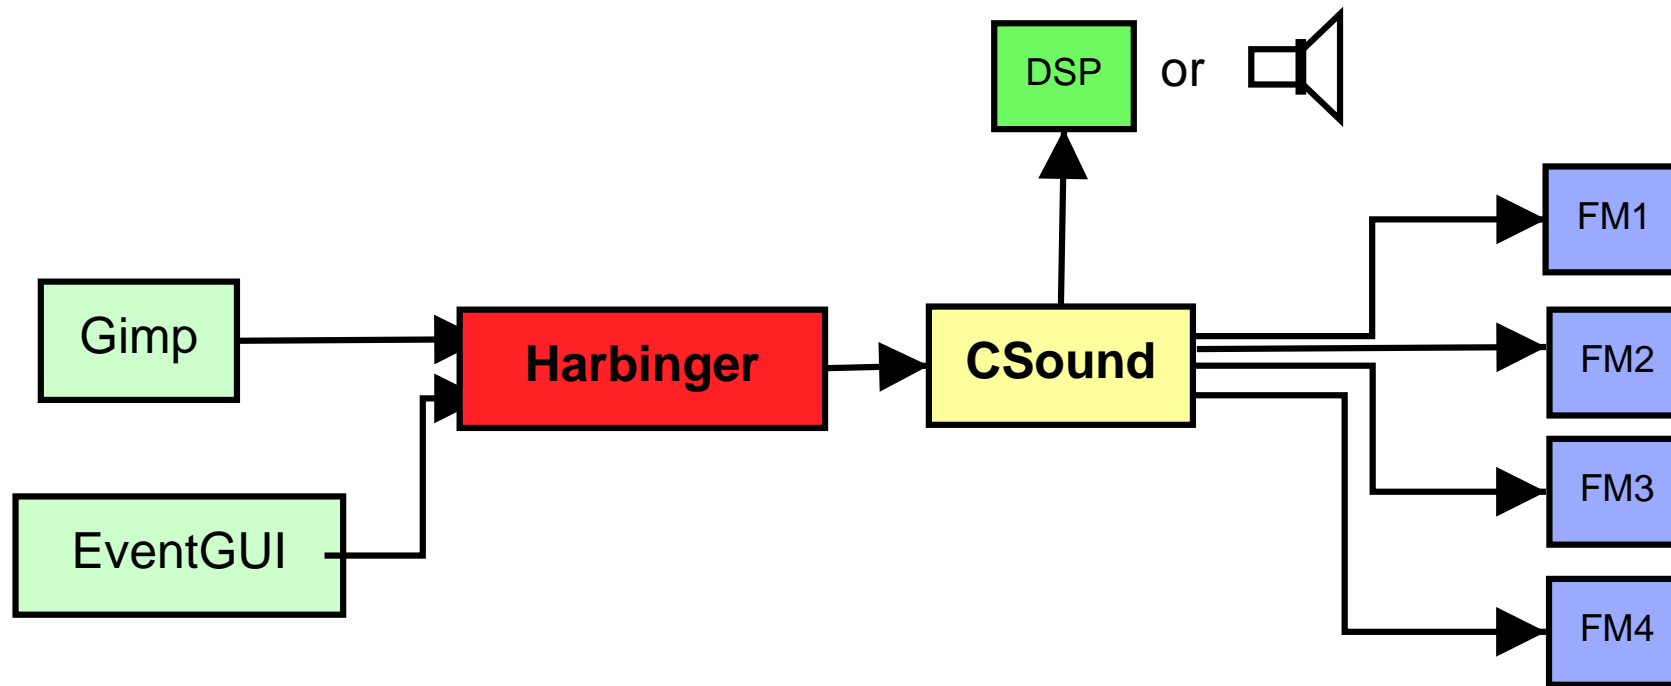 DSP or
FM1
Gimp
Harbinger
CSound
FM2
FM3
EventGUI
FM4